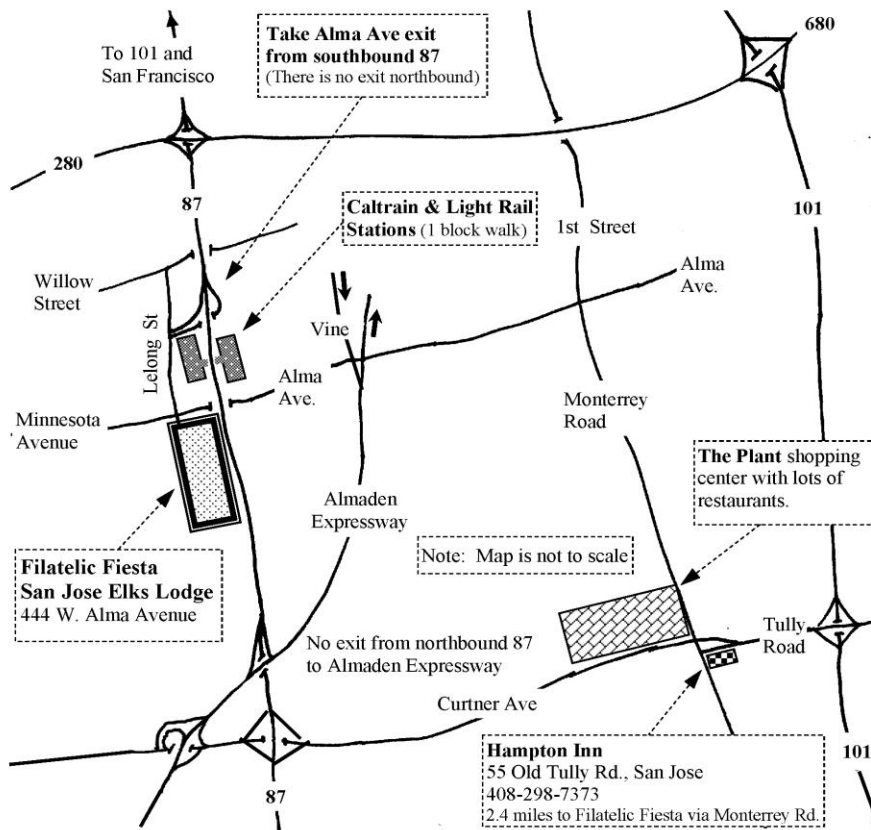 To 101 and
San Francisco
Take Alma Ave exit
from southbound 87
(There is no exit northbound)
680
280
87
Caltrain & Light Rail
Stations (1 block walk)
1st Street
101
Willow
Street
Alma
Ave.
Vine
Lelong St
Alma
Ave.
Minnesota
Avenue
Monterrey
Road
The Plant shopping
center with lots of
restaurants.
Almaden
Expressway
Filatelic Fiesta
San Jose Elks Lodge
444 W. Alma Avenue
Note: Map is not to scale
Tully
Road
No exit from northbound 87
to Almaden Expressway
Curtner Ave
Hampton Inn
55 Old Tully Rd., San Jose
408-298-7373
2.4 miles to Filatelic Fiesta via Monterrey Rd.
101
87